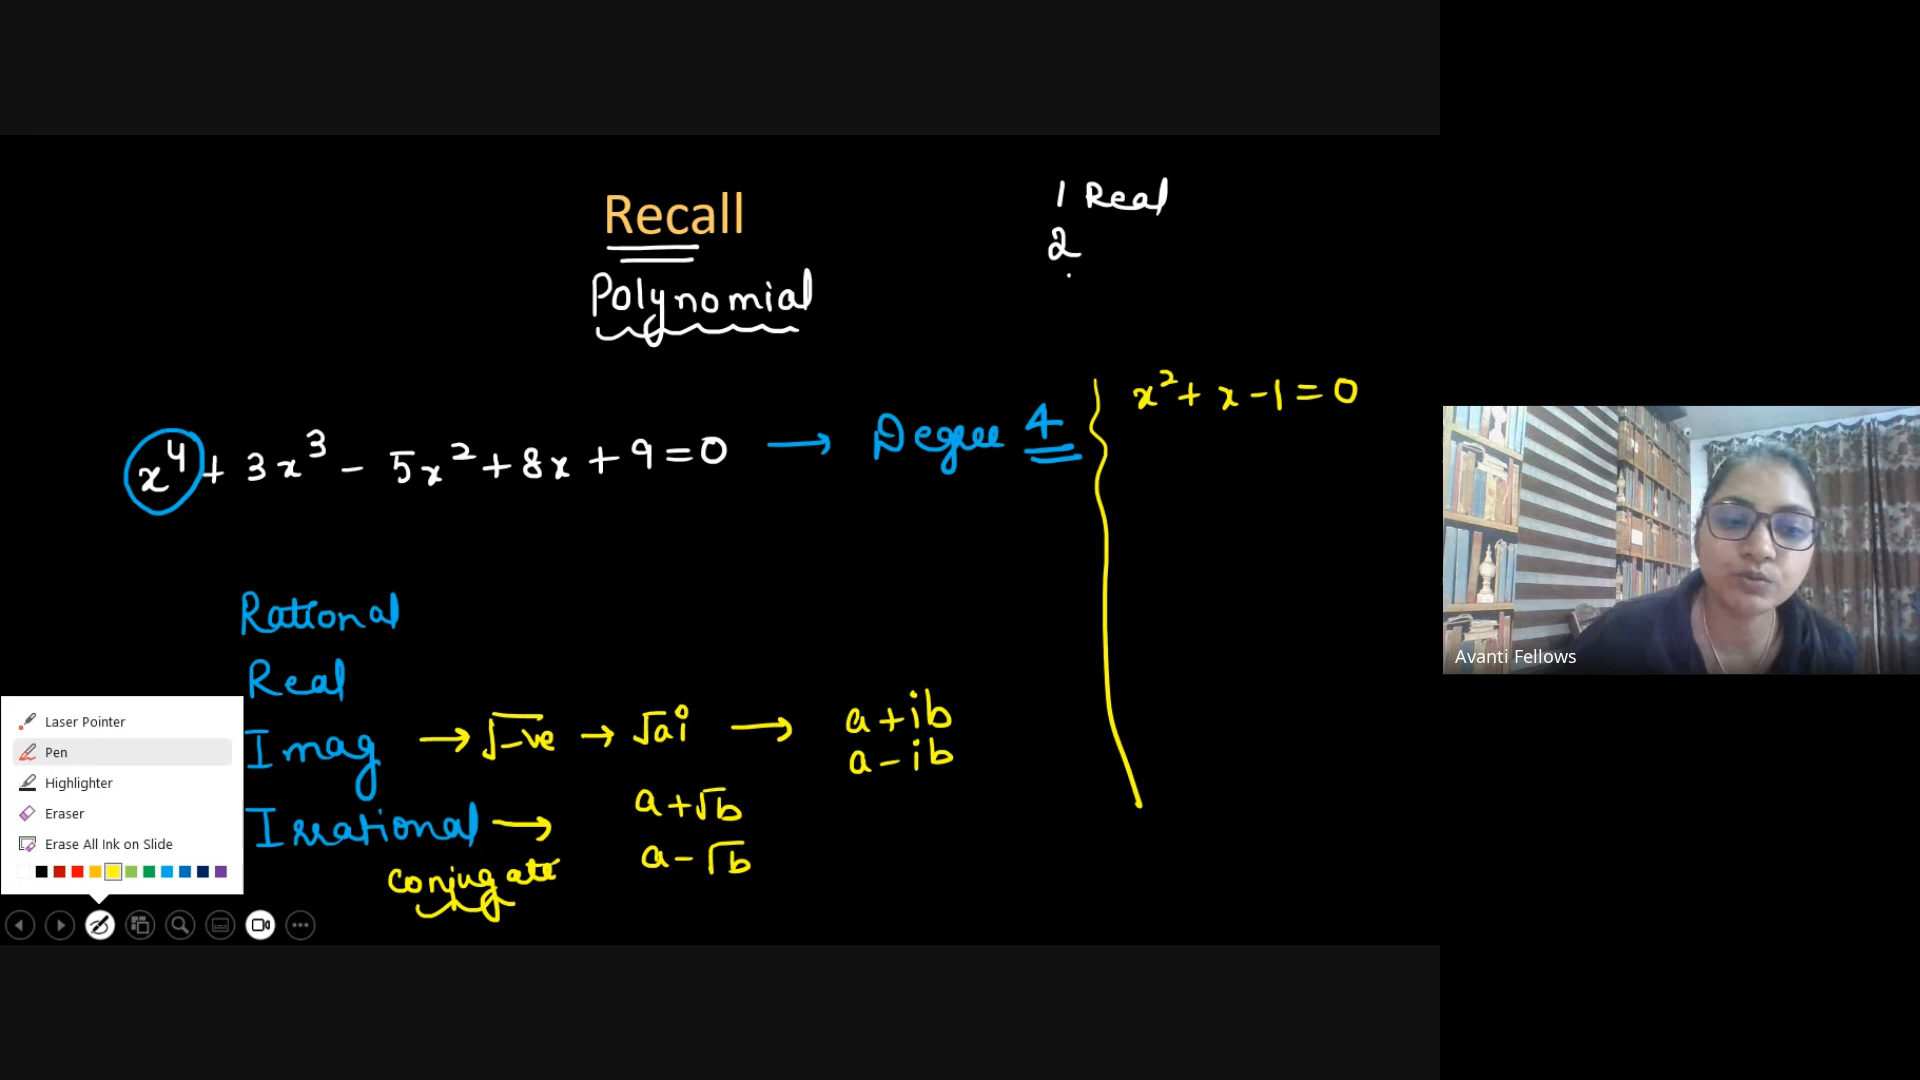 Recall
Polynomial
1 Real
2
x⁴ + 3x³ - 5x² + 8x + 9 = 0 → Degree 4
x² + x - 1 = 0
Rational
Real
Imag → √-ve → √a i → a + ib
a - ib
Irrational → a + √b
a - √b
Conjugate
Laser Pointer
Pen
Highlighter
Eraser
Erase All Ink on Slide
Avanti Fellows